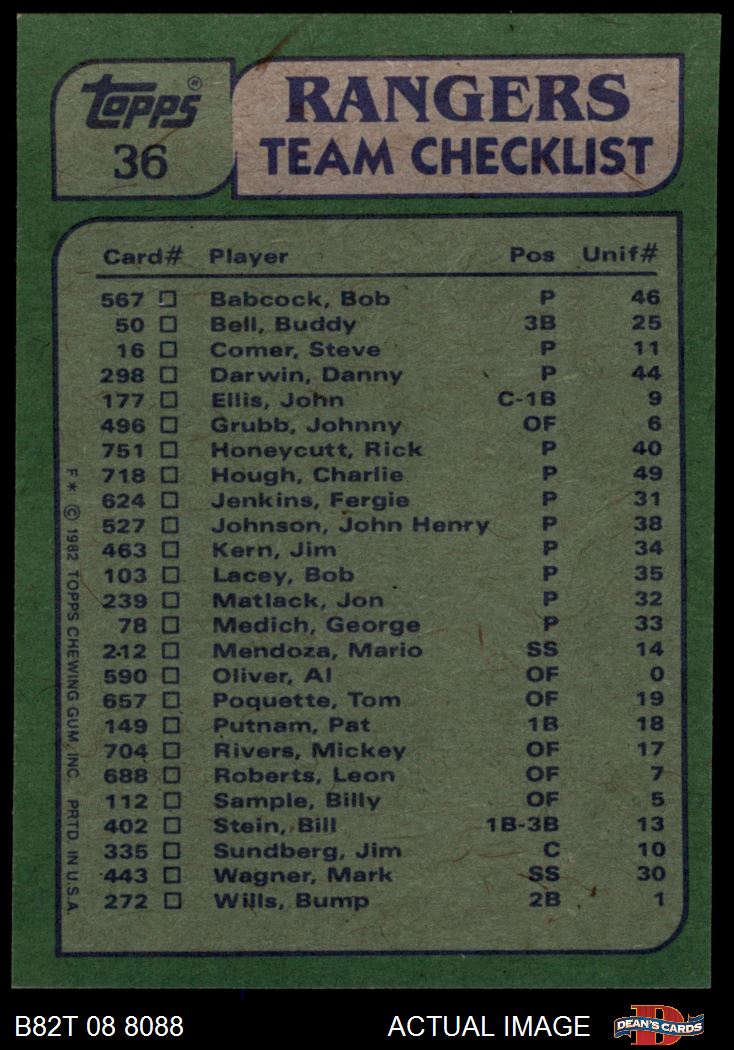 Topps®
36
RANGERS
TEAM CHECKLIST
Card# Player Pos Unif#
567 Babcock, Bob P 46
50 Bell, Buddy 3B 25
16 Comer, Steve P 11
298 Darwin, Danny P 44
177 Ellis, John C-1B 9
496 Grubb, Johnny OF 6
751 Honeycutt, Rick P 40
718 Hough, Charlie P 49
624 Jenkins, Fergie P 31
527 Johnson, John Henry P 38
463 Kern, Jim P 34
103 Lacey, Bob P 35
239 Matlack, Jon P 32
78 Medich, George P 33
212 Mendoza, Mario SS 14
590 Oliver, Al OF 0
657 Poquette, Tom OF 19
149 Putnam, Pat 1B 18
704 Rivers, Mickey OF 17
688 Roberts, Leon OF 7
112 Sample, Billy OF 5
402 Stein, Bill 1B-3B 13
335 Sundberg, Jim C 10
443 Wagner, Mark SS 30
272 Wills, Bump 2B 1
F* © 1982 TOPPS CHEWING GUM, INC. PRTD. IN U.S.A.
B82T 08 8088 ACTUAL IMAGE
D
DEAN'S CARDS